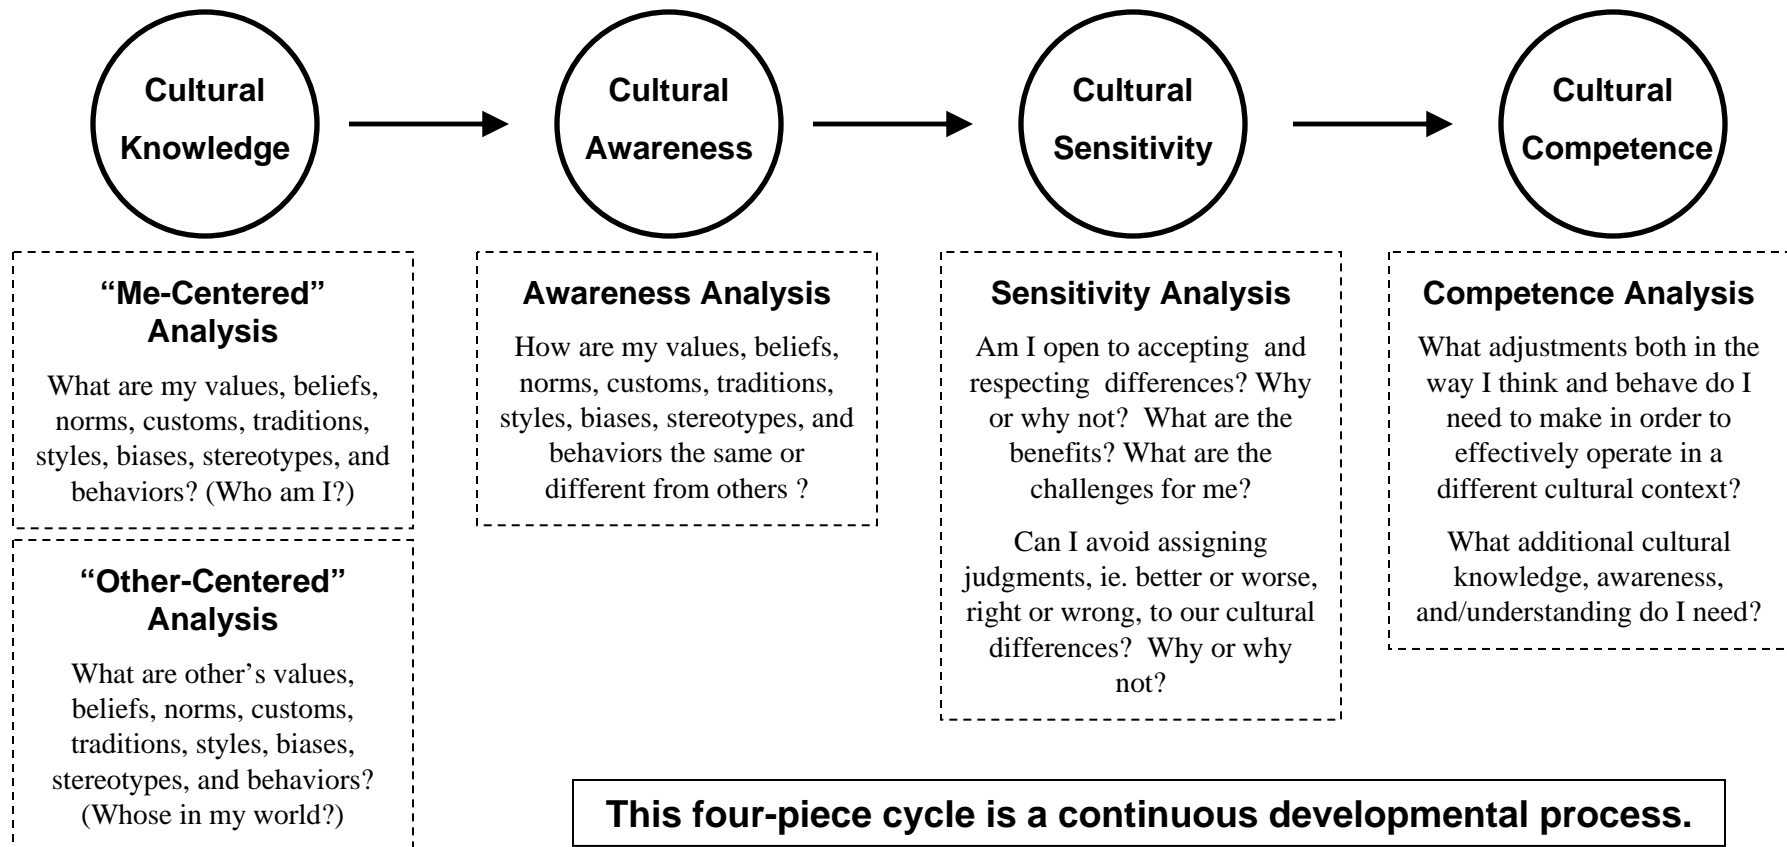 Cultural
Knowledge
Cultural
Awareness
Cultural
Sensitivity
Cultural
Competence
“Me-Centered”
Analysis
What are my values, beliefs,
norms, customs, traditions,
styles, biases, stereotypes, and
behaviors? (Who am I?)
“Other-Centered”
Analysis
What are other’s values,
beliefs, norms, customs,
traditions, styles, biases,
stereotypes, and behaviors?
(Whose in my world?)
Awareness Analysis
How are my values, beliefs,
norms, customs, traditions,
styles, biases, stereotypes, and
behaviors the same or
different from others ?
Sensitivity Analysis
Am I open to accepting  and
respecting  differences? Why
or why not?  What are the
benefits? What are the
challenges for me?
Can I avoid assigning
judgments, ie. better or worse,
right or wrong, to our cultural
differences?  Why or why
not?
Competence Analysis
What adjustments both in the
way I think and behave do I
need to make in order to
effectively operate in a
different cultural context?
What additional cultural
knowledge, awareness,
and/understanding do I need?
This four-piece cycle is a continuous developmental process.